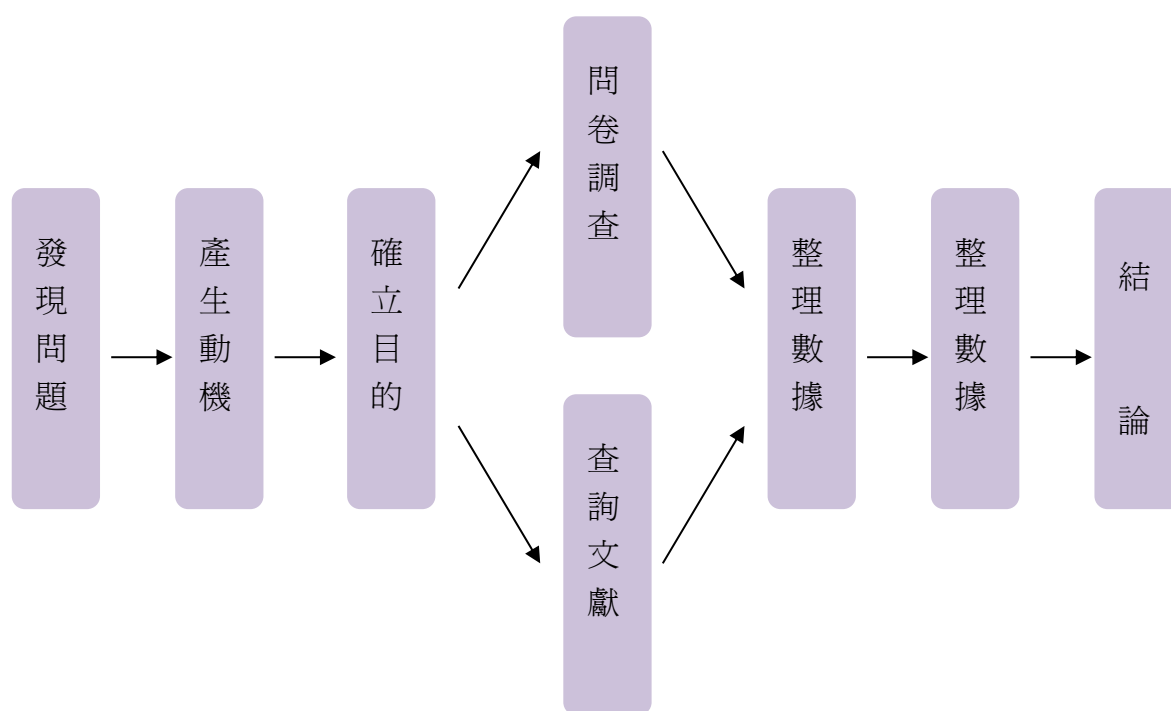 發現問題
產生動機
確立目的
問卷調查
查詢文獻
整理數據
整理數據
結論